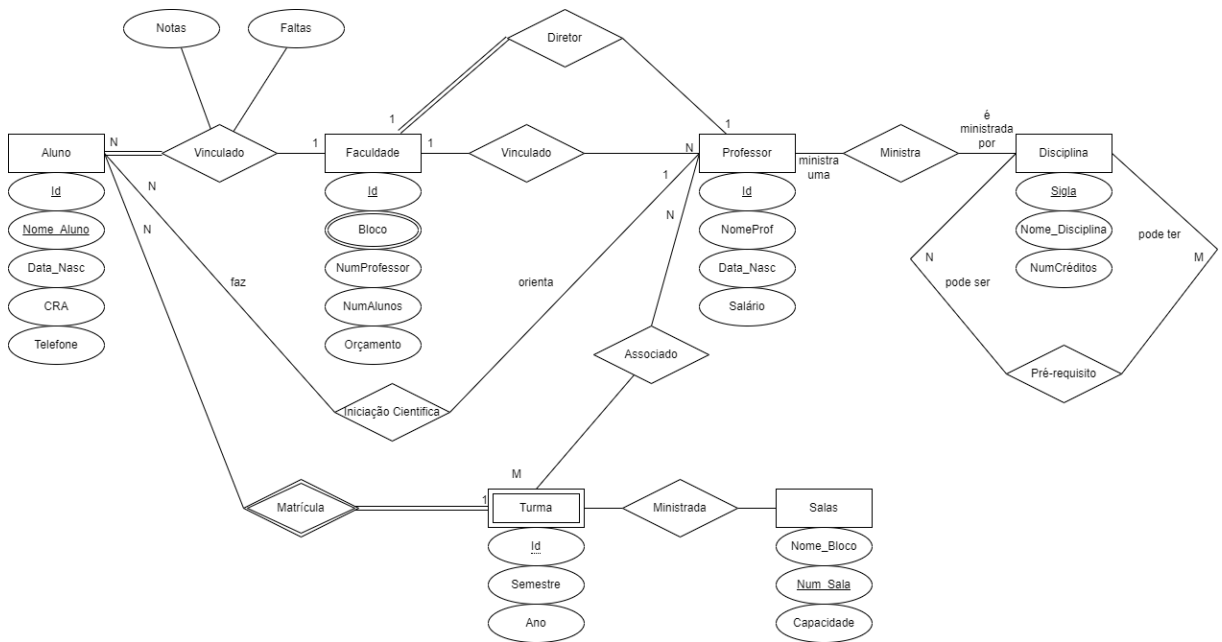 Notas
Faltas
Diretor
1
1
N
1
1
N
é
ministrada
por
Aluno
Vinculado
Faculdade
Vinculado
Professor
ministra
uma
Ministra
Disciplina
N
N
1
N
Id
Nome_Aluno
Data_Nasc
CRA
Telefone
Id
Bloco
NumProfessor
NumAlunos
Orçamento
Id
NomeProf
Data_Nasc
Salário
Sigla
Nome_Disciplina
NumCréditos
pode ter
N
M
pode ser
faz
orienta
Associado
Pré-requisito
Iniciação Cientifica
M
Matrícula
1
Turma
Ministrada
Salas
Id
Semestre
Ano
Nome_Bloco
Num_Sala
Capacidade